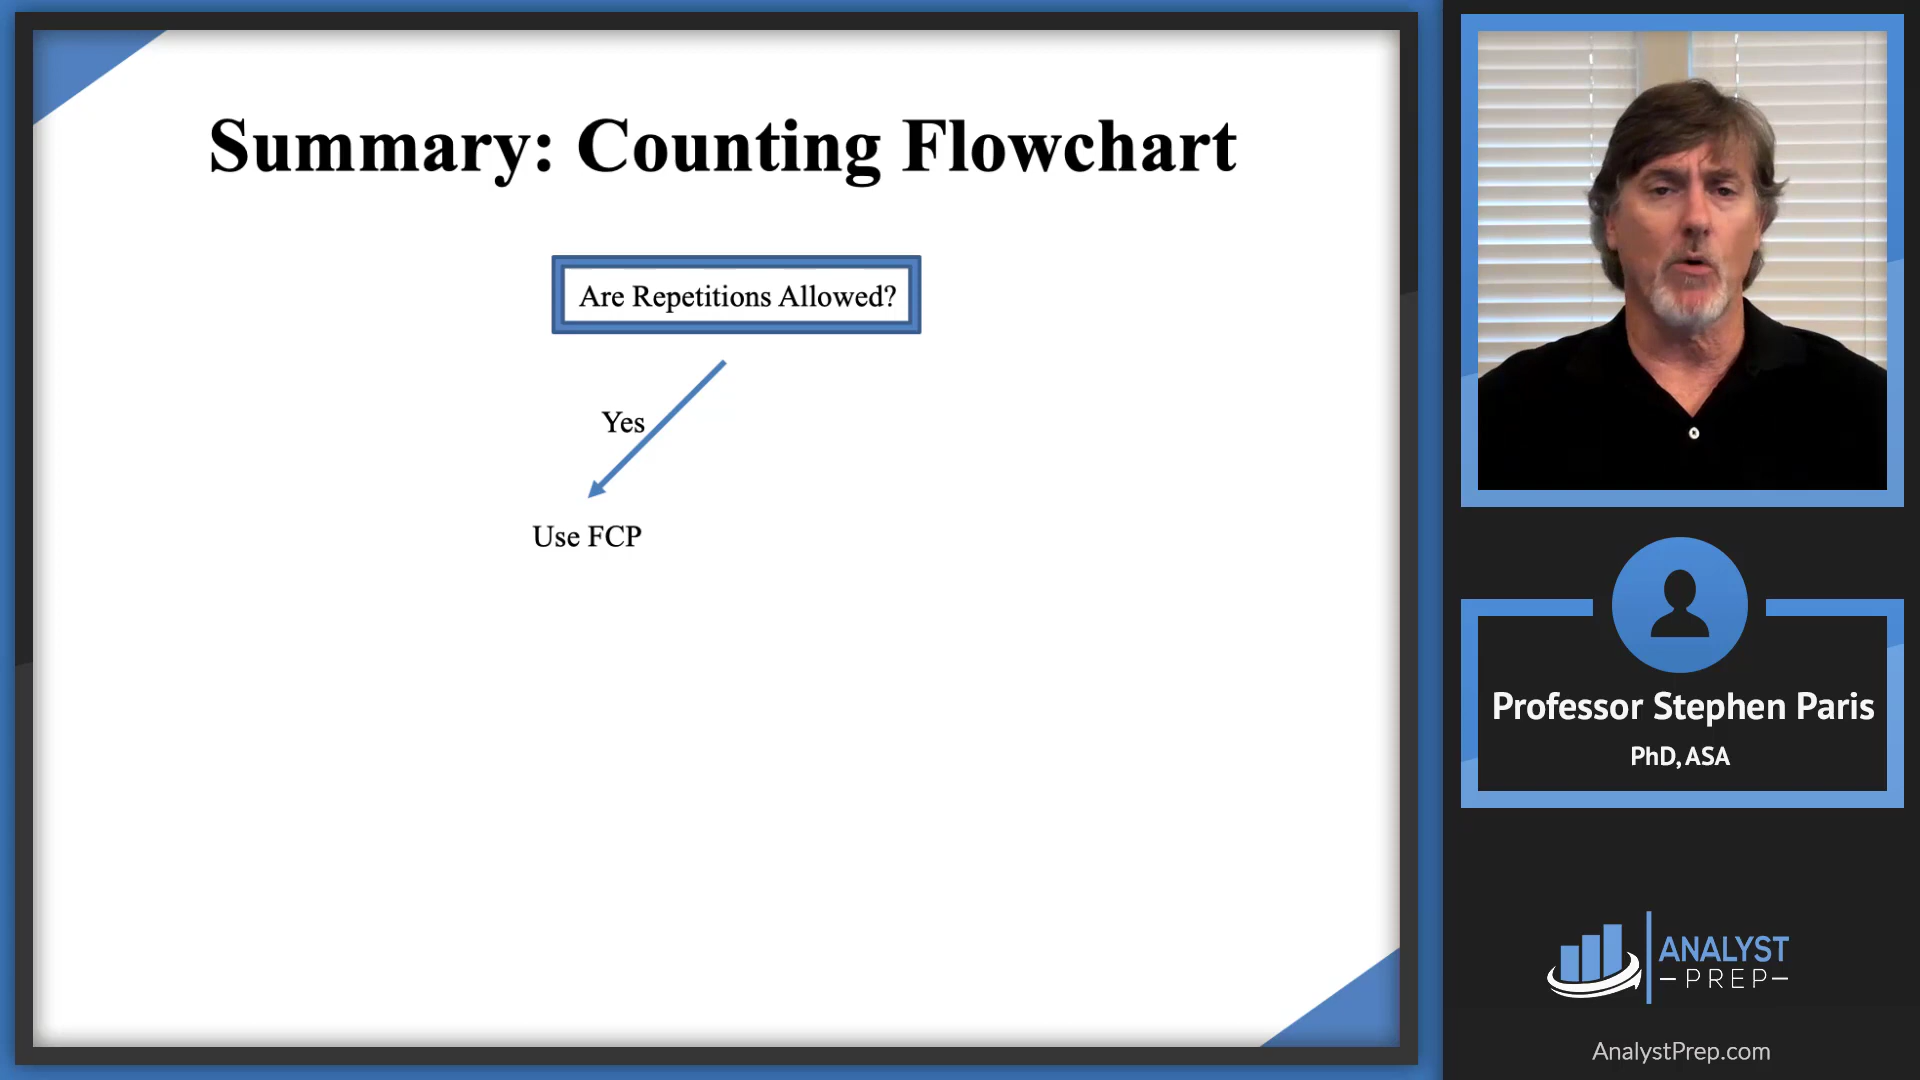 Summary: Counting Flowchart
Are Repetitions Allowed?
Yes
Use FCP
Professor Stephen Paris
PhD, ASA
ANALYST
PREP
AnalystPrep.com